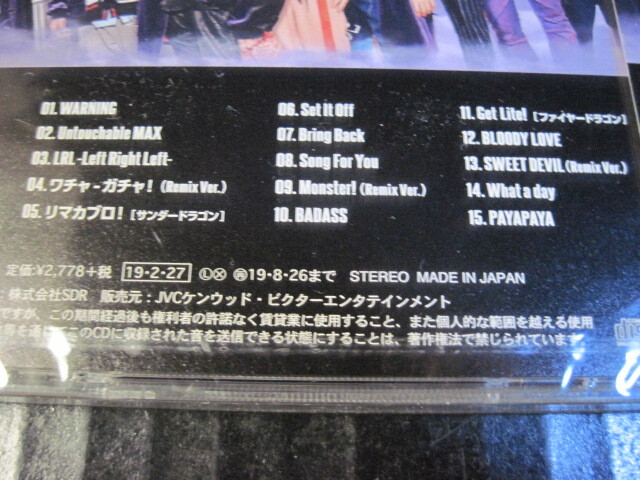 01. WARNING
02. Untouchable MAX
03. LRL -Left Right Left-
04. ワチャ-ガチャ！（Remix Ver.）
05. リマカブロ！［サンダードラゴン］
06. Set It Off
07. Bring Back
08. Song For You
09. Monster!（Remix Ver.）
10. BADASS
11. Get Lite!［ファイヤードラゴン］
12. BLOODY LOVE
13. SWEET DEVIL（Remix Ver.）
14. What a day
15. PAYAPAYA
定価:¥2,778＋税 19・2・27 Ⓛ⊗ 19・8・26まで STEREO MADE IN JAPAN
：株式会社SDR 販売元：JVCケンウッド・ビクターエンタテインメント
ですが、この期間経過後も権利者の許諾なく賃貸業に使用すること、また個人的な範囲を越える使用
このCDに収録された音を送信できる状態にすることは、著作権法で禁じられています。